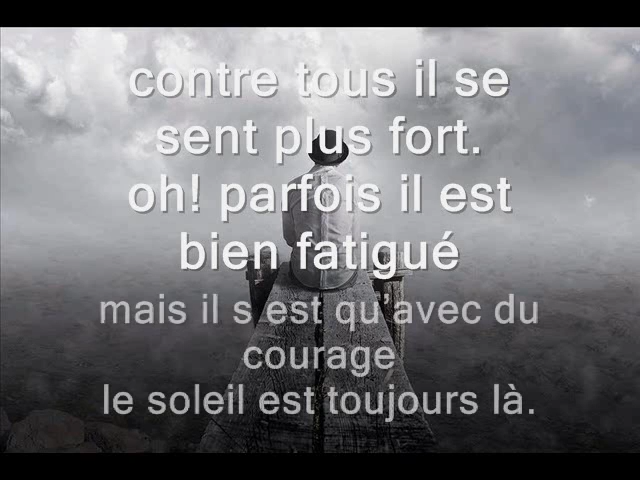 contre tous il se
sent plus fort.
oh! parfois il est
bien fatigué
mais il s est qu'avec du
courage
le soleil est toujours là.